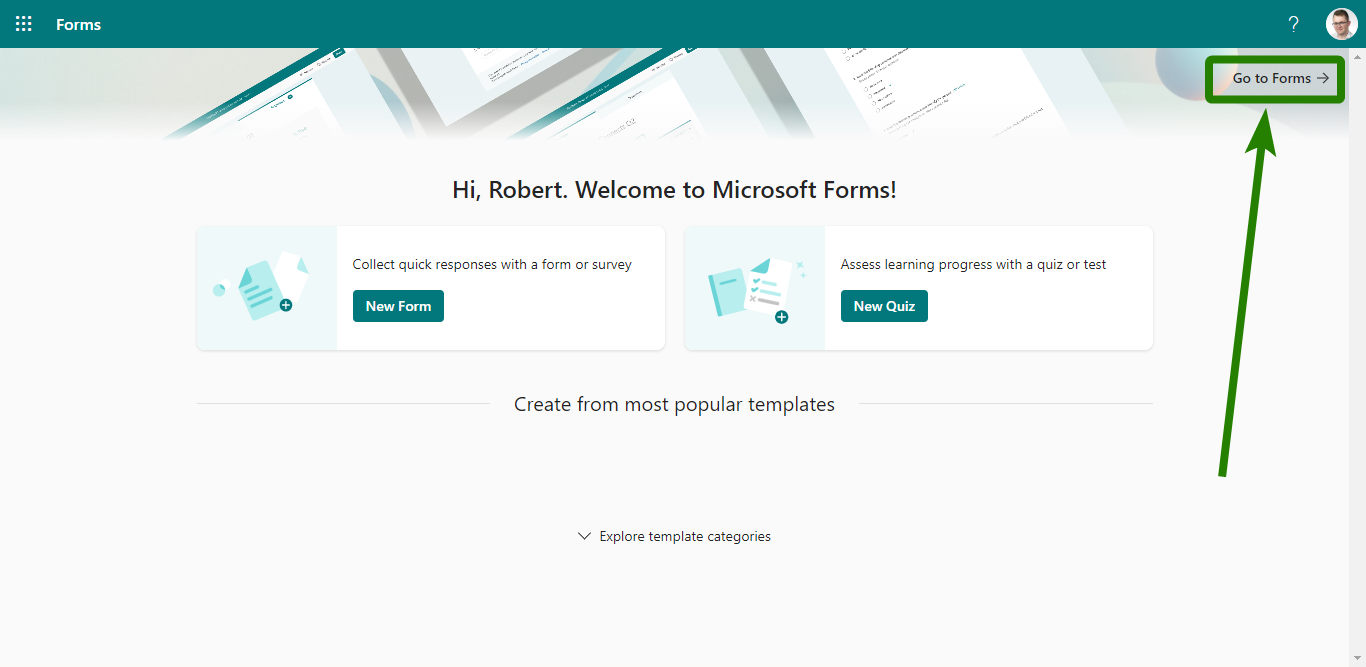 Forms
?
Go to Forms →
Hi, Robert. Welcome to Microsoft Forms!
Collect quick responses with a form or survey
New Form
Assess learning progress with a quiz or test
New Quiz
Create from most popular templates
Explore template categories